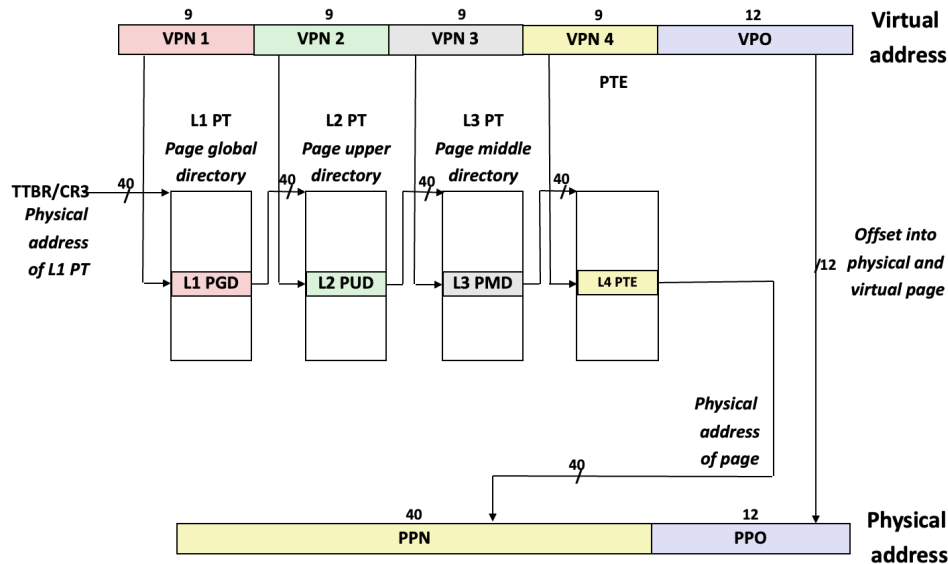 9 9 9 9 12
VPN 1 VPN 2 VPN 3 VPN 4 VPO
Virtual
address
PTE
L1 PT
Page global
directory
L2 PT
Page upper
directory
L3 PT
Page middle
directory
TTBR/CR3
40 40 40 40
Physical
address
of L1 PT
L1 PGD L2 PUD L3 PMD L4 PTE
/12
Offset into
physical and
virtual page
Physical
address
of page
40
40 12
PPN PPO
Physical
address